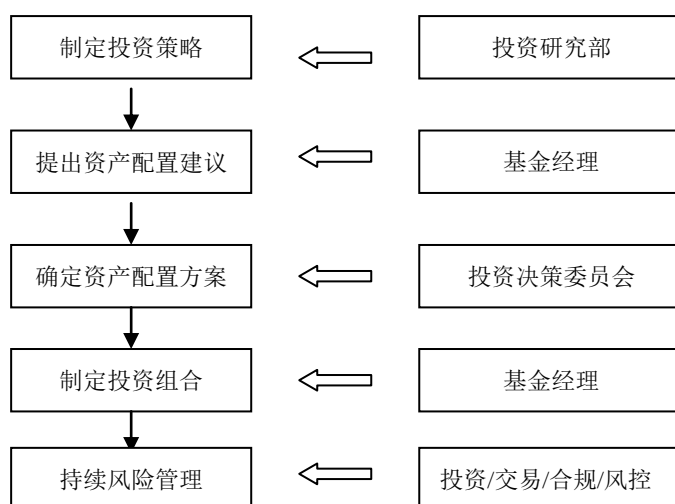 制定投资策略
投资研究部
提出资产配置建议
基金经理
确定资产配置方案
投资决策委员会
制定投资组合
基金经理
持续风险管理
投资/交易/合规/风控